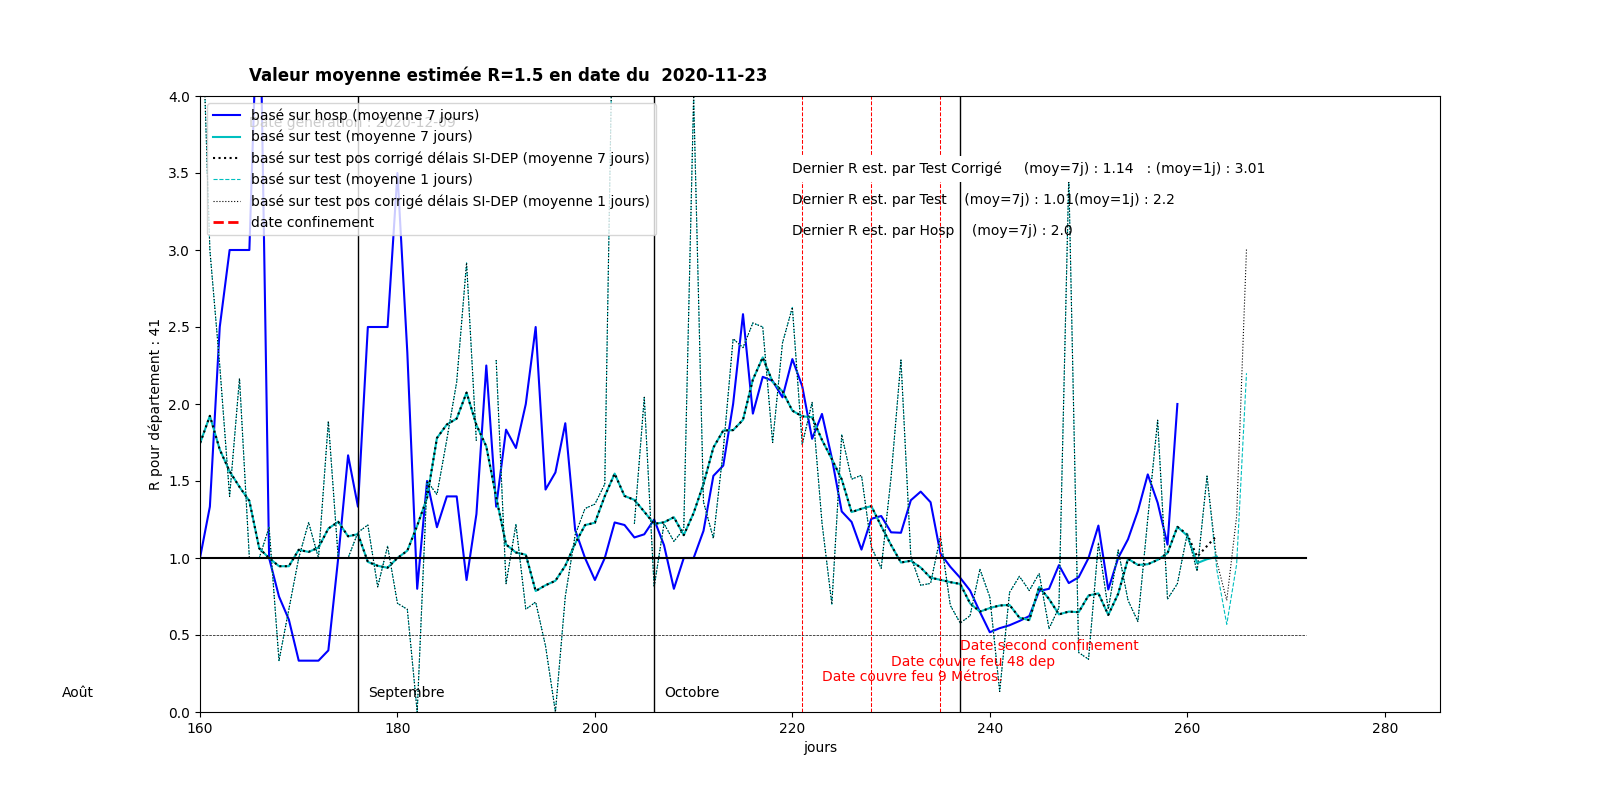 Valeur moyenne estimée R=1.5 en date du  2020-11-23
Date génération : 2020-12-09
basé sur hosp (moyenne 7 jours)
basé sur test (moyenne 7 jours)
basé sur test pos corrigé délais SI-DEP (moyenne 7 jours)
basé sur test (moyenne 1 jours)
basé sur test pos corrigé délais SI-DEP (moyenne 1 jours)
date confinement
Dernier R est. par Test Corrigé (moy=7j) : 1.14 : (moy=1j) : 3.01
Dernier R est. par Test (moy=7j) : 1.01(moy=1j) : 2.2
Dernier R est. par Hosp (moy=7j) : 2.0
4.0
3.5
3.0
2.5
2.0
1.5
1.0
0.5
0.0
R pour département : 41
Date second confinement
Date couvre feu 48 dep
Date couvre feu 9 Métros
Août
Septembre
Octobre
160 180 200 220 240 260 280
jours